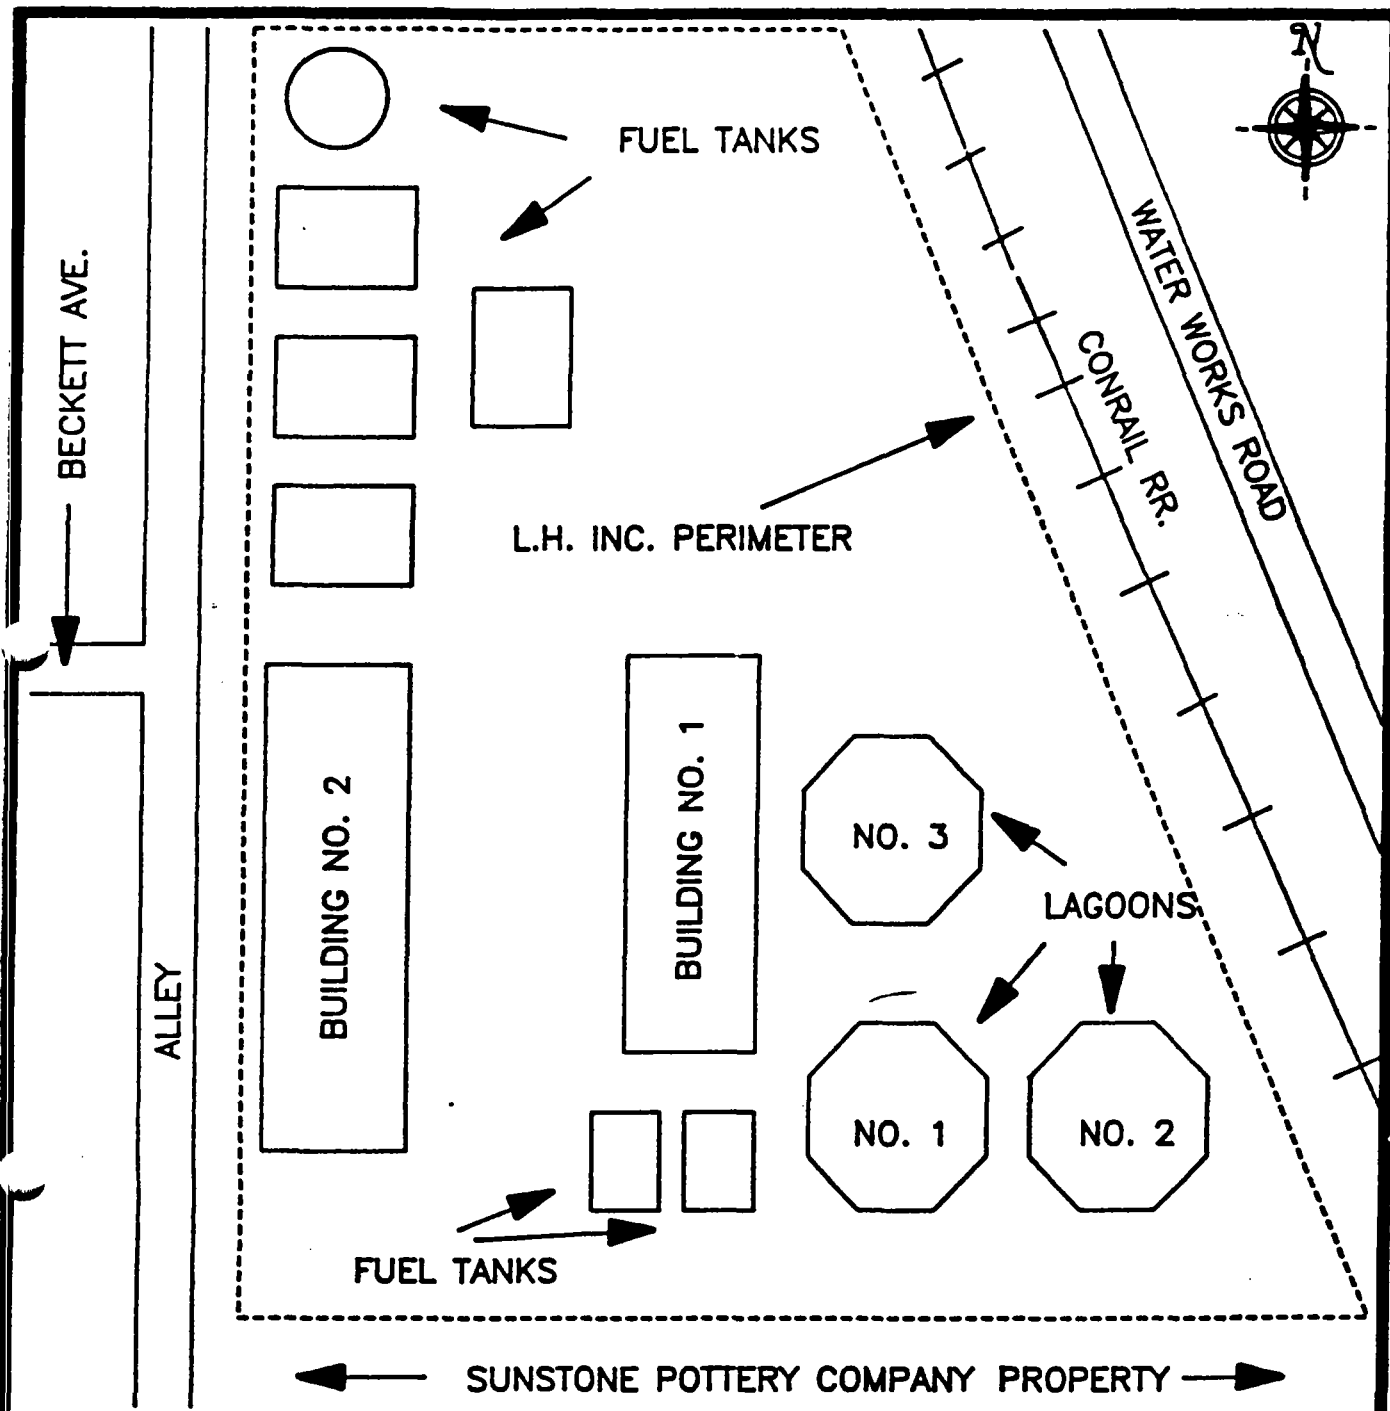 N
FUEL TANKS
BECKETT AVE.
WATER WORKS ROAD
CONRAIL RR.
L.H. INC. PERIMETER
BUILDING NO. 2
BUILDING NO. 1
NO. 3
LAGOONS
ALLEY
NO. 1
NO. 2
FUEL TANKS
SUNSTONE POTTERY COMPANY PROPERTY